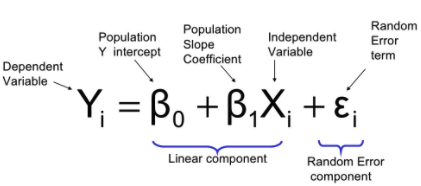 Dependent
Variable
Population
Y intercept
Population
Slope
Coefficient
Independent
Variable
Random
Error
term
Yᵢ = β₀ + β₁Xᵢ + εᵢ
Linear component
Random Error
component